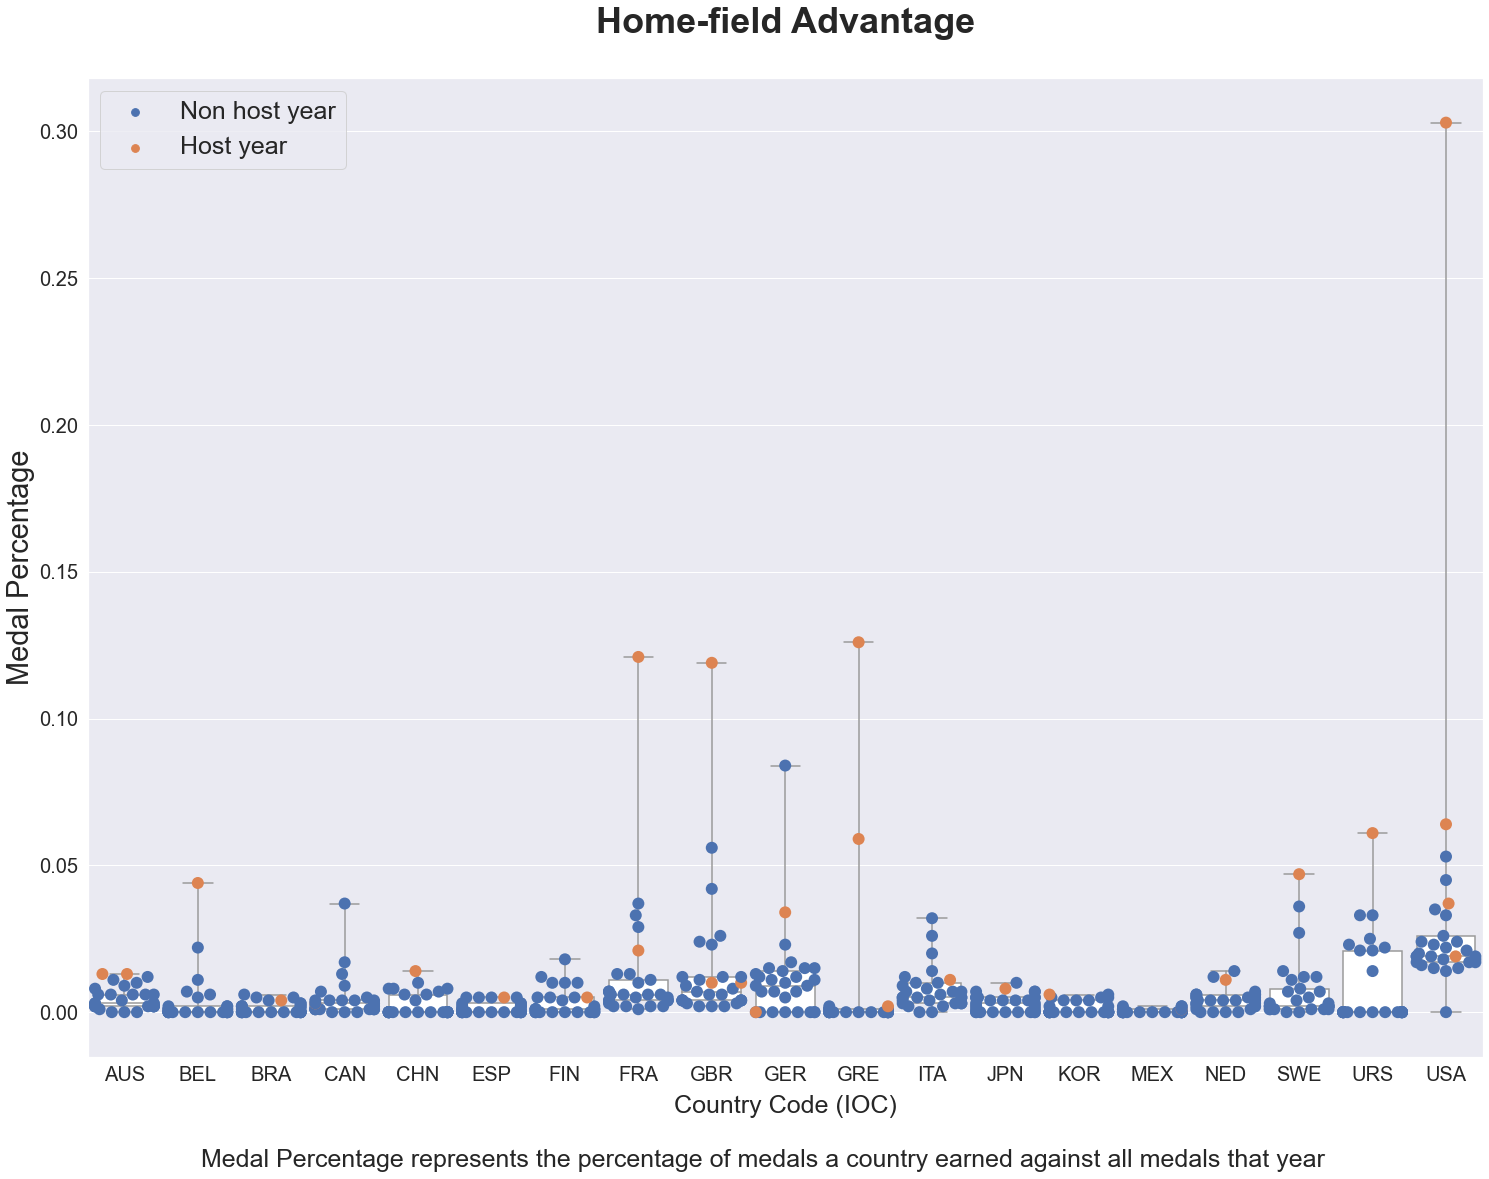 Home-field Advantage
Non host year
Host year
0.30
0.25
0.20
0.15
0.10
0.05
0.00
Medal Percentage
AUS BEL BRA CAN CHN ESP FIN FRA GBR GER GRE ITA JPN KOR MEX NED SWE URS USA
Country Code (IOC)
Medal Percentage represents the percentage of medals a country earned against all medals that year